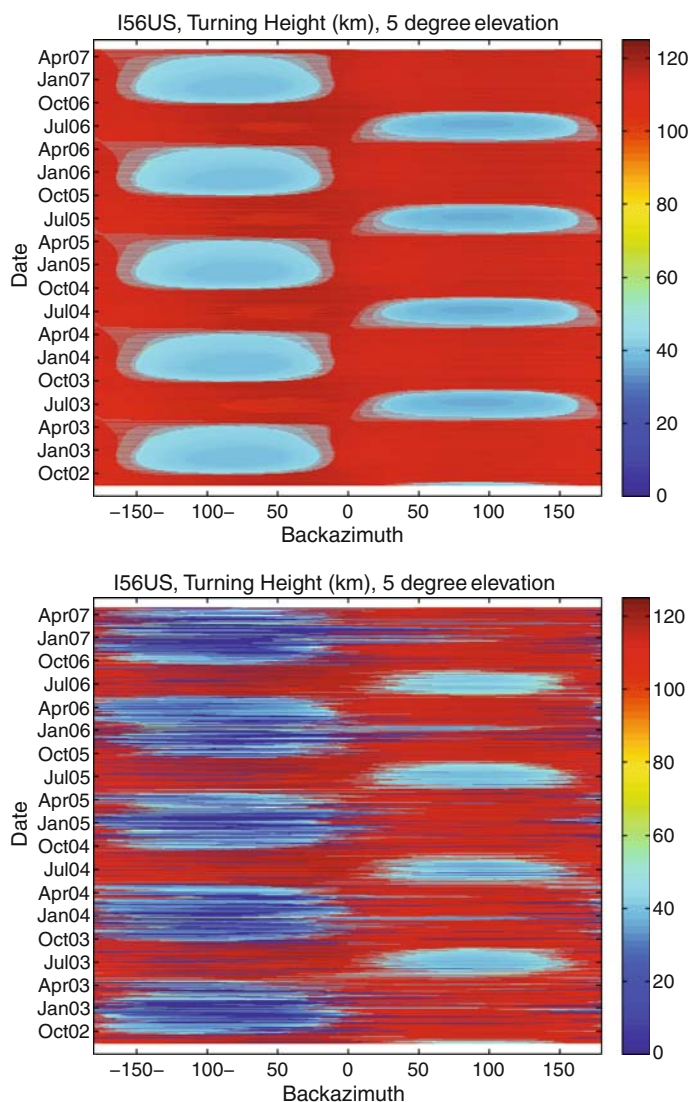 I56US, Turning Height (km), 5 degree elevation
Apr07
Jan07
Oct06
Jul06
Apr06
Jan06
Oct05
Jul05
Apr05
Jan05
Oct04
Jul04
Apr04
Jan04
Oct03
Jul03
Apr03
Jan03
Oct02
Date
−150− 100− 50 0 50 100 150
Backazimuth
120
100
80
60
40
20
0
I56US, Turning Height (km), 5 degree elevation
Apr07
Jan07
Oct06
Jul06
Apr06
Jan06
Oct05
Jul05
Apr05
Jan05
Oct04
Jul04
Apr04
Jan04
Oct03
Jul03
Apr03
Jan03
Oct02
Date
−150− 100− 50 0 50 100 150
Backazimuth
120
100
80
60
40
20
0